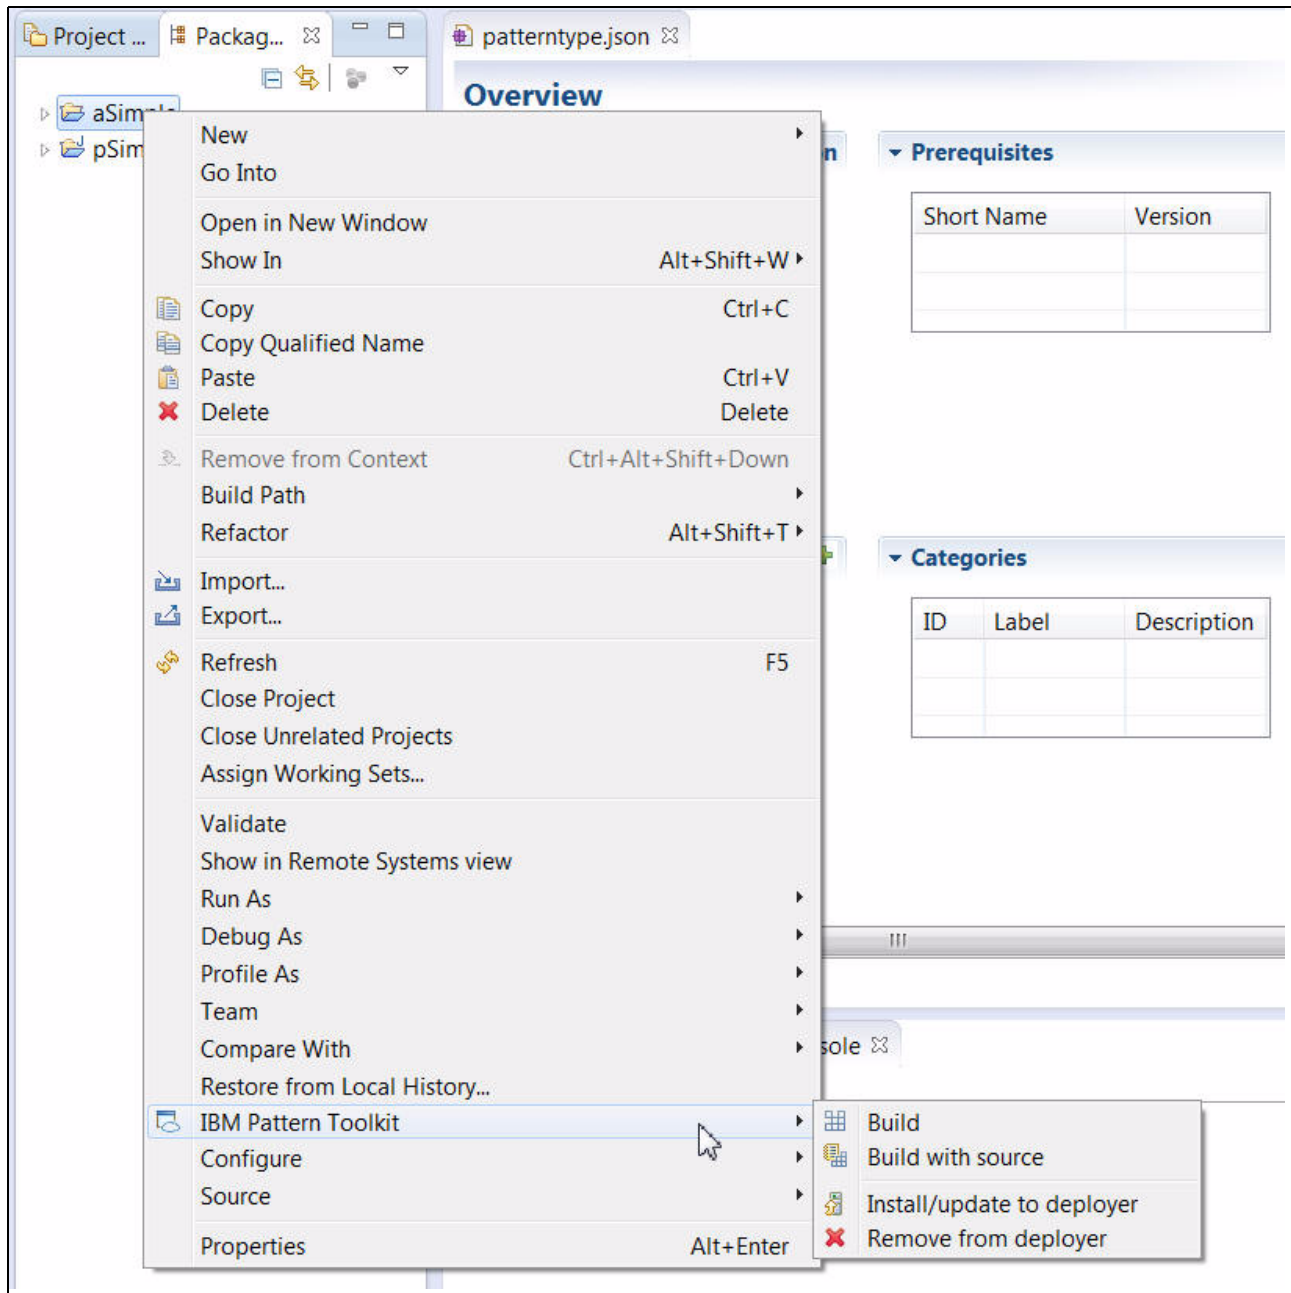 Project ... Packag... patterntype.json
Overview
aSimple
pSim
New
Go Into
Open in New Window
Show In Alt+Shift+W
Copy Ctrl+C
Copy Qualified Name
Paste Ctrl+V
Delete Delete
Remove from Context Ctrl+Alt+Shift+Down
Build Path
Refactor Alt+Shift+T
Import...
Export...
Refresh F5
Close Project
Close Unrelated Projects
Assign Working Sets...
Validate
Show in Remote Systems view
Run As
Debug As
Profile As
Team
Compare With
Restore from Local History...
IBM Pattern Toolkit
Configure
Source
Properties Alt+Enter
Build
Build with source
Install/update to deployer
Remove from deployer
n
Prerequisites
Short Name Version
Categories
ID Label Description
sole